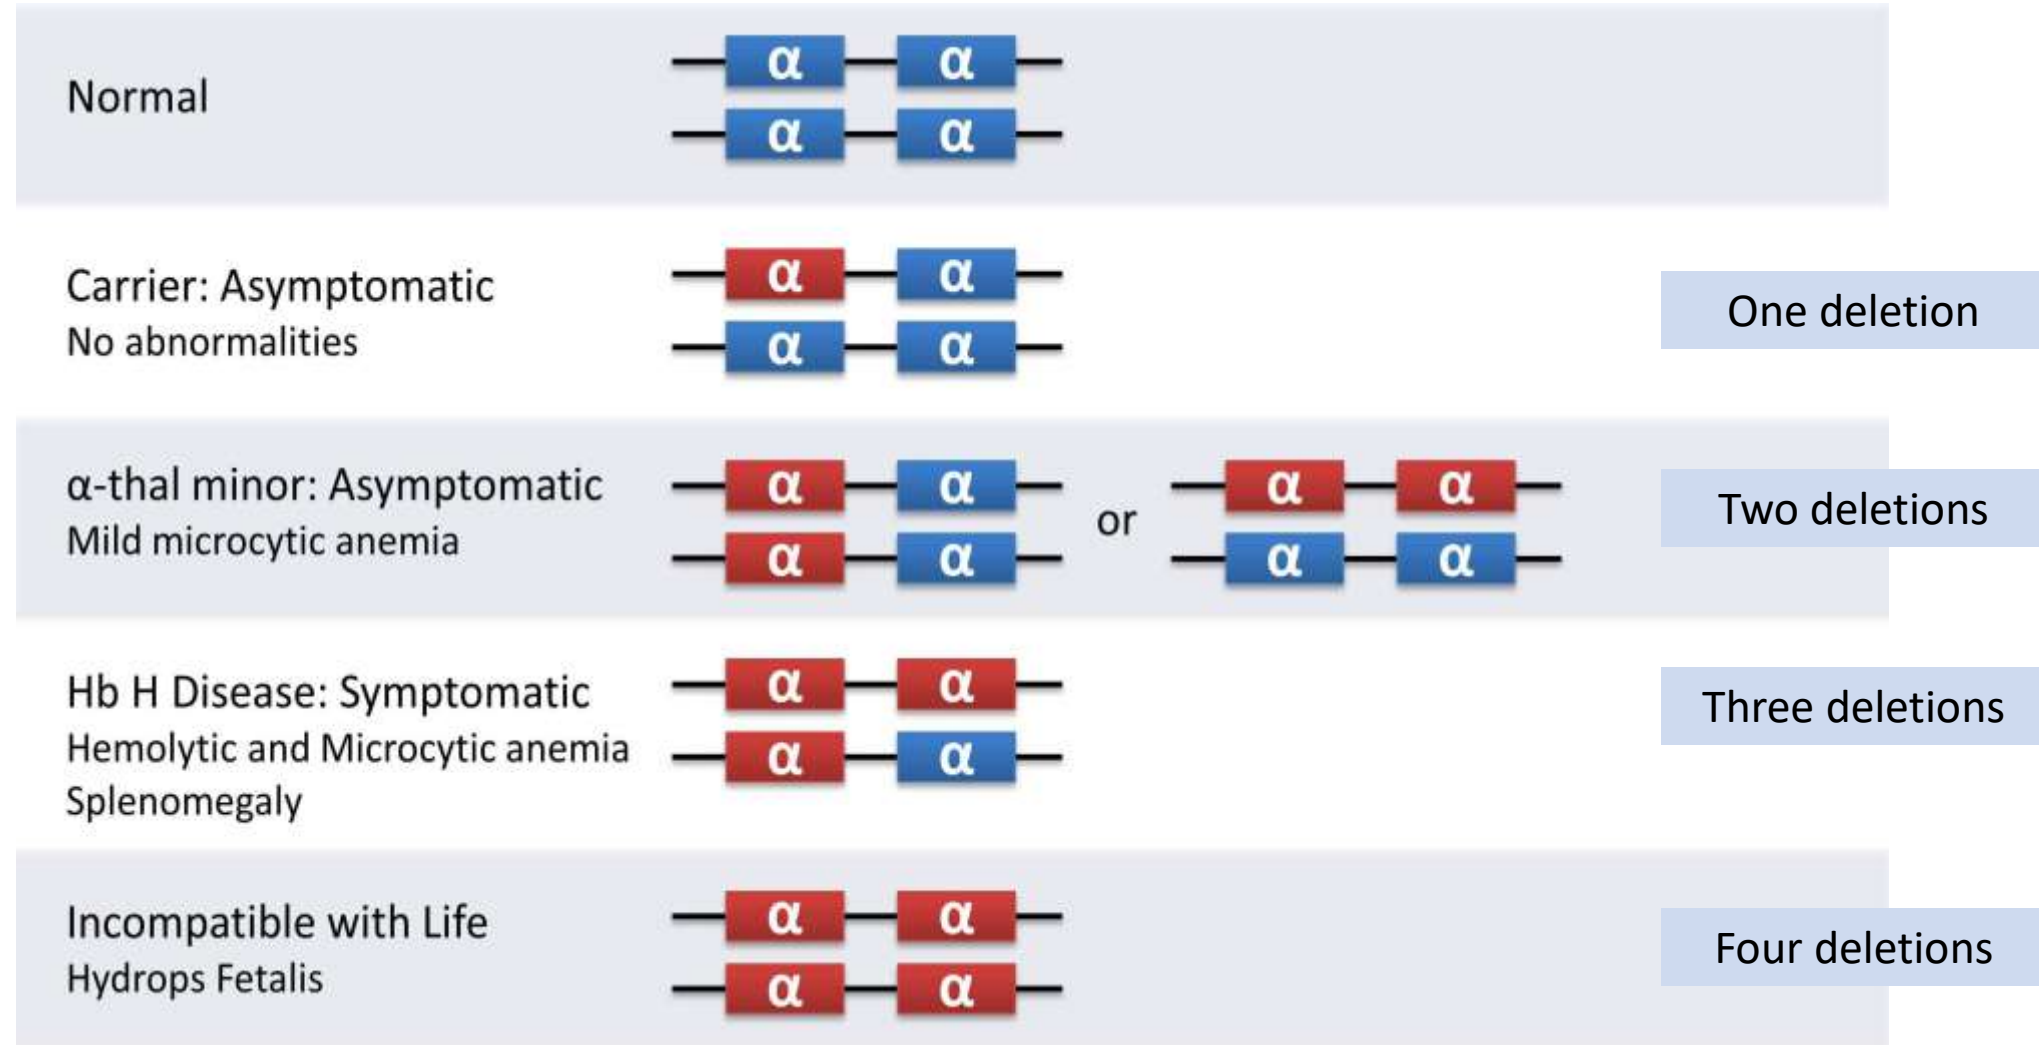 Normal
α α
α α
Carrier: Asymptomatic
No abnormalities
α α
α α
One deletion
α-thal minor: Asymptomatic
Mild microcytic anemia
α α
α α
or
α α
α α
Two deletions
Hb H Disease: Symptomatic
Hemolytic and Microcytic anemia
Splenomegaly
α α
α α
Three deletions
Incompatible with Life
Hydrops Fetalis
α α
α α
Four deletions